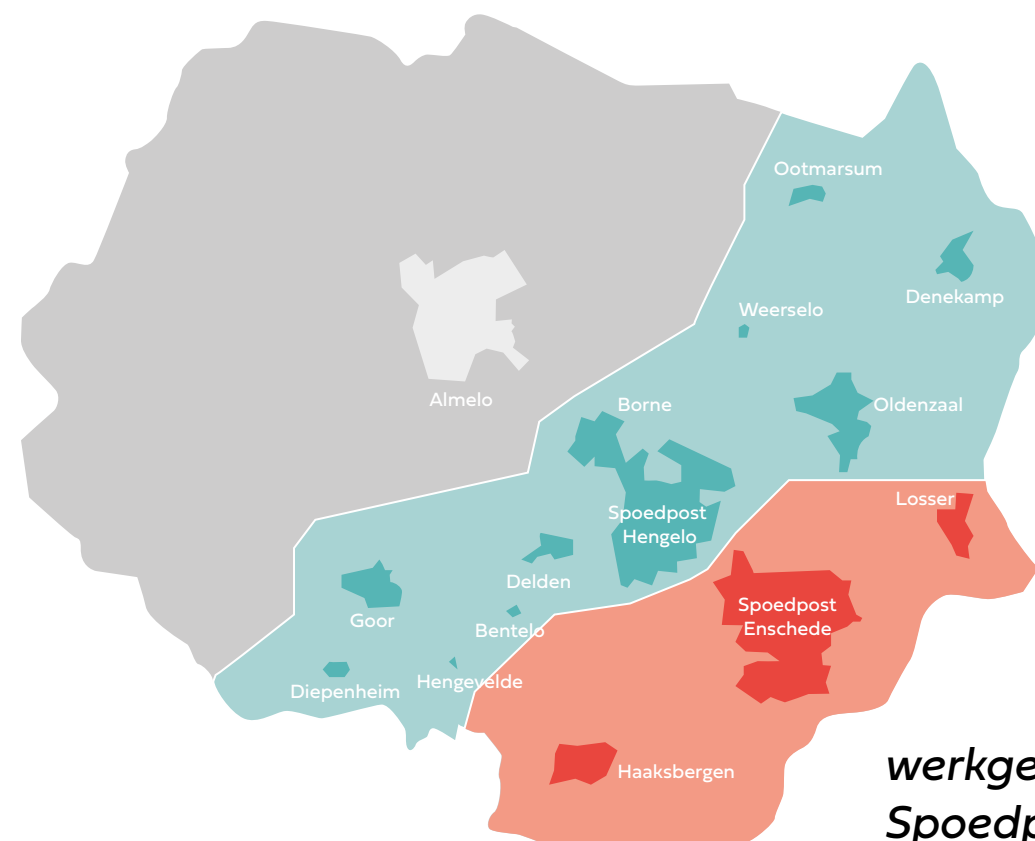 Ootmarsum
Denekamp
Weerselo
Almelo
Borne
Oldenzaal
Losser
Spoedpost
Hengelo
Delden
Spoedpost
Enschede
Goor
Bentelo
Diepenheim
Hengevelde
Haaksbergen
werkge
Spoedp